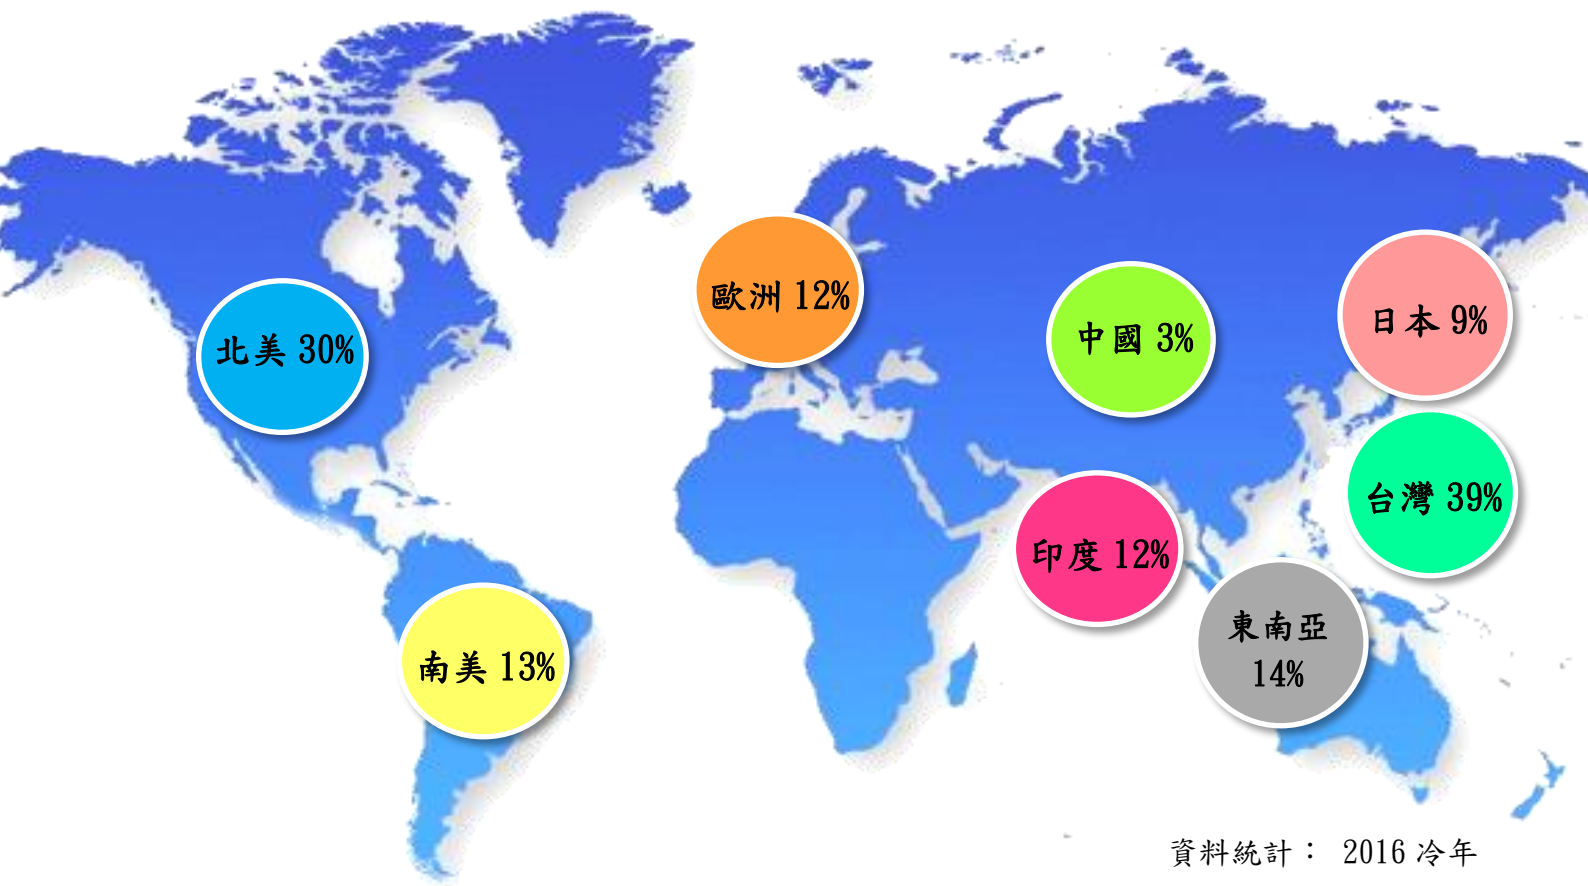 歐洲 12%
北美 30%
中國 3%
日本 9%
台灣 39%
印度 12%
東南亞
14%
南美 13%
資料統計： 2016 冷年